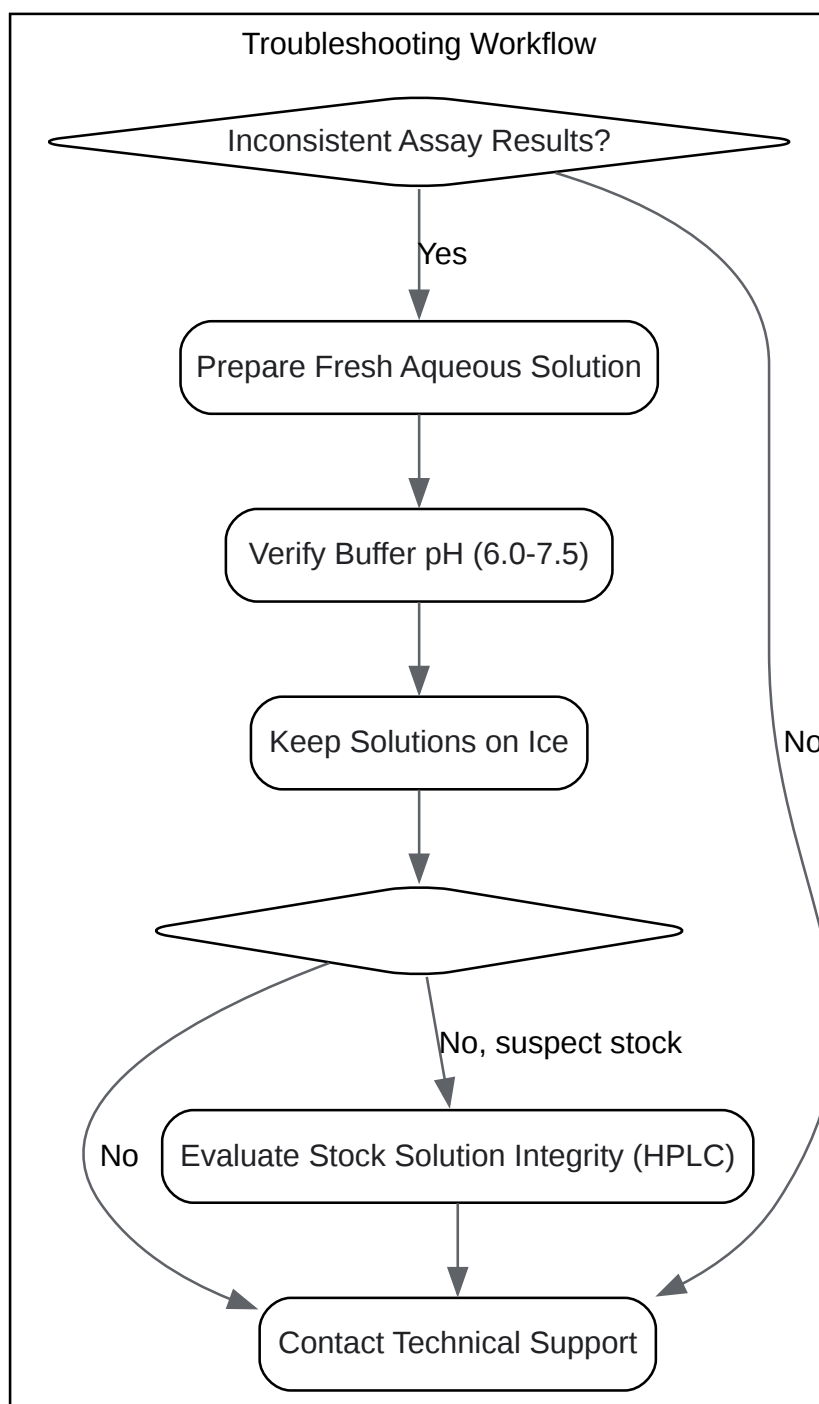 Troubleshooting Workflow
Inconsistent Assay Results?
Yes
Prepare Fresh Aqueous Solution
Verify Buffer pH (6.0-7.5)
Keep Solutions on Ice
No
No, suspect stock
No
Evaluate Stock Solution Integrity (HPLC)
Contact Technical Support